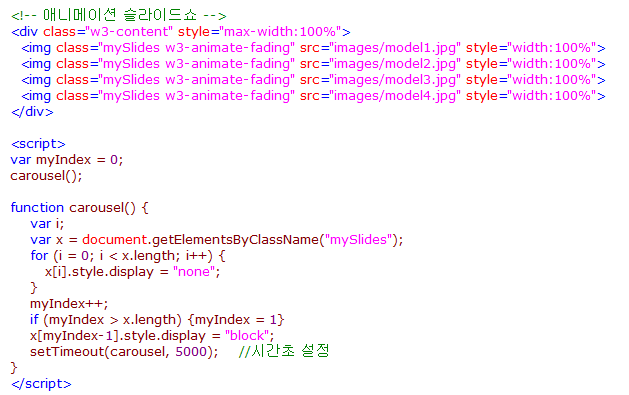 <!-- 애니메이션 슬라이드쇼 -->
<div class="w3-content" style="max-width:100%">
<img class="mySlides w3-animate-fading" src="images/model1.jpg" style="width:100%">
<img class="mySlides w3-animate-fading" src="images/model2.jpg" style="width:100%">
<img class="mySlides w3-animate-fading" src="images/model3.jpg" style="width:100%">
<img class="mySlides w3-animate-fading" src="images/model4.jpg" style="width:100%">
</div>
<script>
var myIndex = 0;
carousel();
function carousel() {
var i;
var x = document.getElementsByClassName("mySlides");
for (i = 0; i < x.length; i++) {
x[i].style.display = "none";
}
myIndex++;
if (myIndex > x.length) {myIndex = 1}
x[myIndex-1].style.display = "block";
setTimeout(carousel, 5000); //시간초 설정
}
</script>